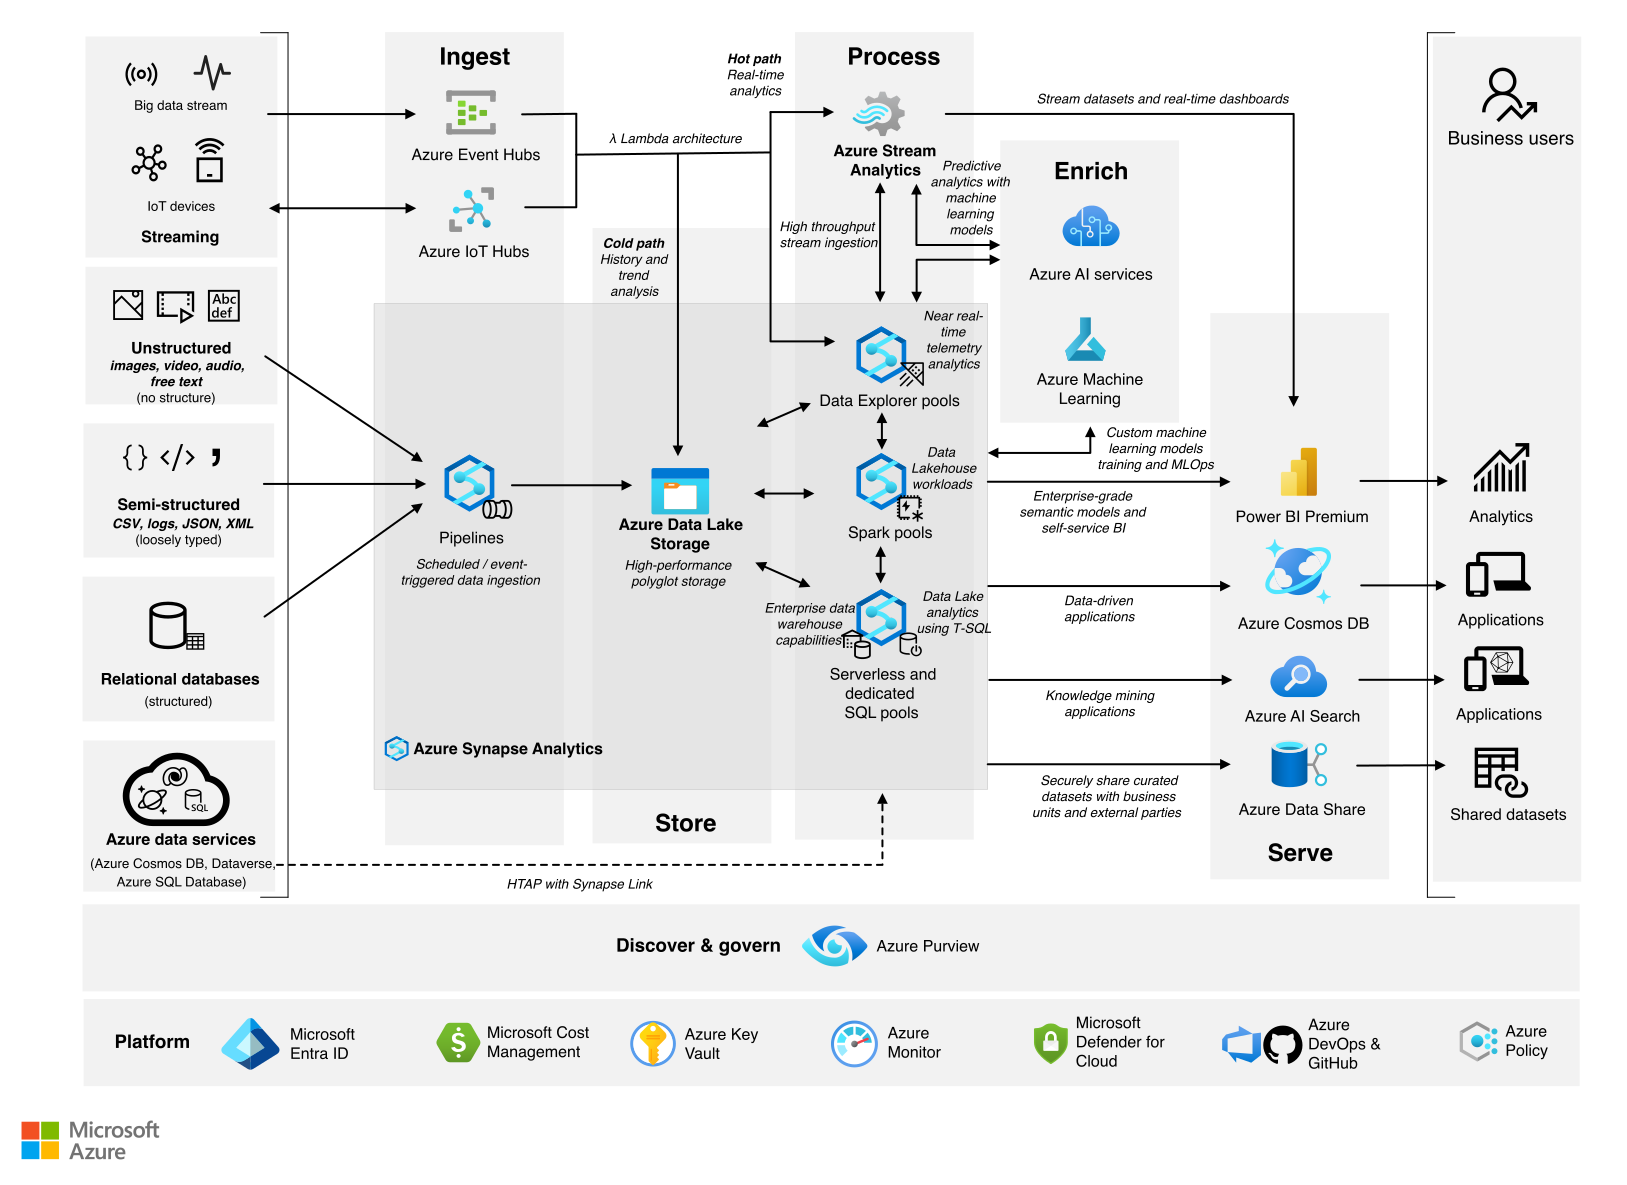 Big data stream
IoT devices
Streaming
Abc
def
Unstructured
images, video, audio,
free text
(no structure)
{ } </> ,
Semi-structured
CSV, logs, JSON, XML
(loosely typed)
Relational databases
(structured)
SQL
Azure data services
(Azure Cosmos DB, Dataverse,
Azure SQL Database)
Ingest
Azure Event Hubs
Azure IoT Hubs
λ Lambda architecture
Hot path
Real-time
analytics
Cold path
History and
trend
analysis
Pipelines
Scheduled / event-
triggered data ingestion
Azure Synapse Analytics
Azure Data Lake
Storage
High-performance
polyglot storage
Store
Process
Azure Stream
Analytics
High throughput
stream ingestion
Predictive
analytics with
machine
learning
models
Near real-
time
telemetry
analytics
Data Explorer pools
Data
Lakehouse
workloads
Spark pools
Enterprise data
warehouse
capabilities
Data Lake
analytics
using T-SQL
Serverless and
dedicated
SQL pools
HTAP with Synapse Link
Stream datasets and real-time dashboards
Enrich
Azure AI services
Azure Machine
Learning
Custom machine
learning models
training and MLOps
Enterprise-grade
semantic models and
self-service BI
Data-driven
applications
Knowledge mining
applications
Securely share curated
datasets with business
units and external parties
Power BI Premium
Azure Cosmos DB
Azure AI Search
Azure Data Share
Serve
Business users
Analytics
Applications
Applications
Shared datasets
Discover & govern
Azure Purview
Platform
Microsoft
Entra ID
$
Microsoft Cost
Management
Azure Key
Vault
Azure
Monitor
Microsoft
Defender for
Cloud
Azure
DevOps &
GitHub
Azure
Policy
Microsoft
Azure